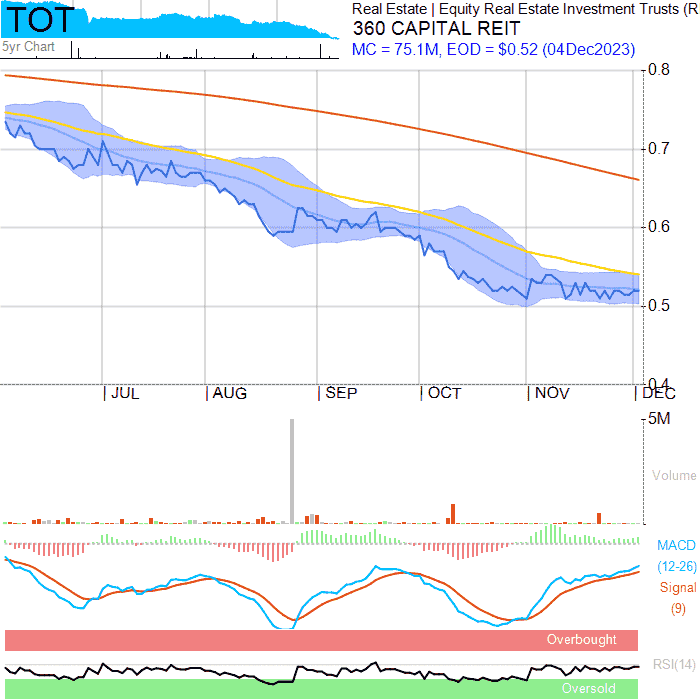 TOT
5yr Chart
Real Estate | Equity Real Estate Investment Trusts (R
360 CAPITAL REIT
MC = 75.1M, EOD = $0.52 (04Dec2023)
0.8
0.7
0.6
0.5
0.4
JUL AUG SEP OCT NOV DEC
5M
Volume
MACD
(12-26)
Signal
(9)
Overbought
RSI(14)
Oversold